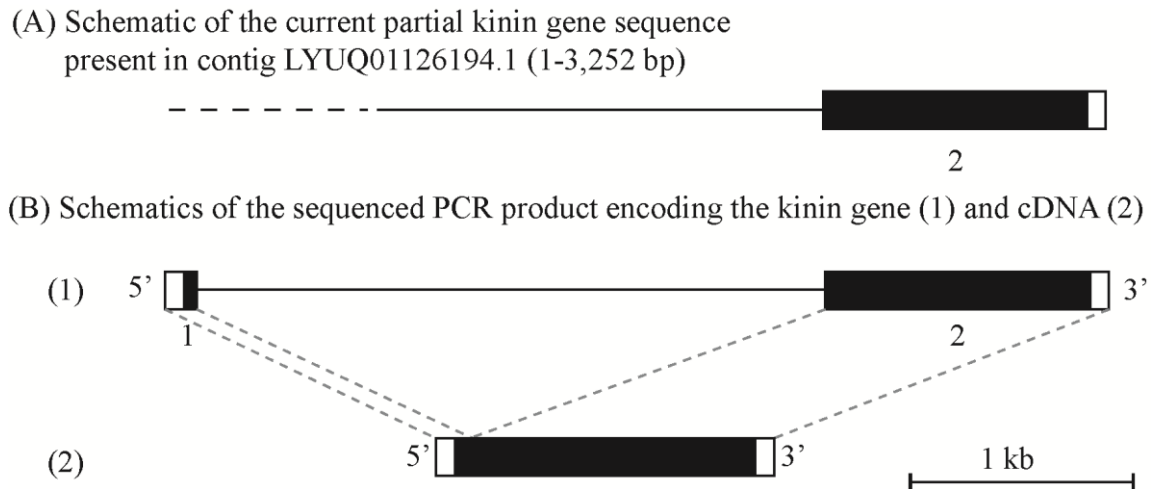 (A) Schematic of the current partial kinin gene sequence
present in contig LYUQ01126194.1 (1-3,252 bp)
2
(B) Schematics of the sequenced PCR product encoding the kinin gene (1) and cDNA (2)
(1) 5’ 3’
1 2
(2) 5’ 3’ 1 kb